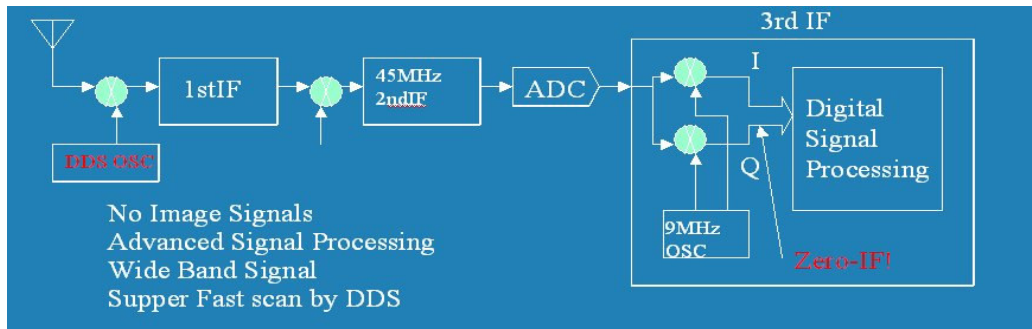 3rd IF
1stIF
45MHz
2ndIF
ADC
I
Digital
Signal
Processing
DDS OSC
Q
9MHz
OSC
Zero-IF!
No Image Signals
Advanced Signal Processing
Wide Band Signal
Supper Fast scan by DDS